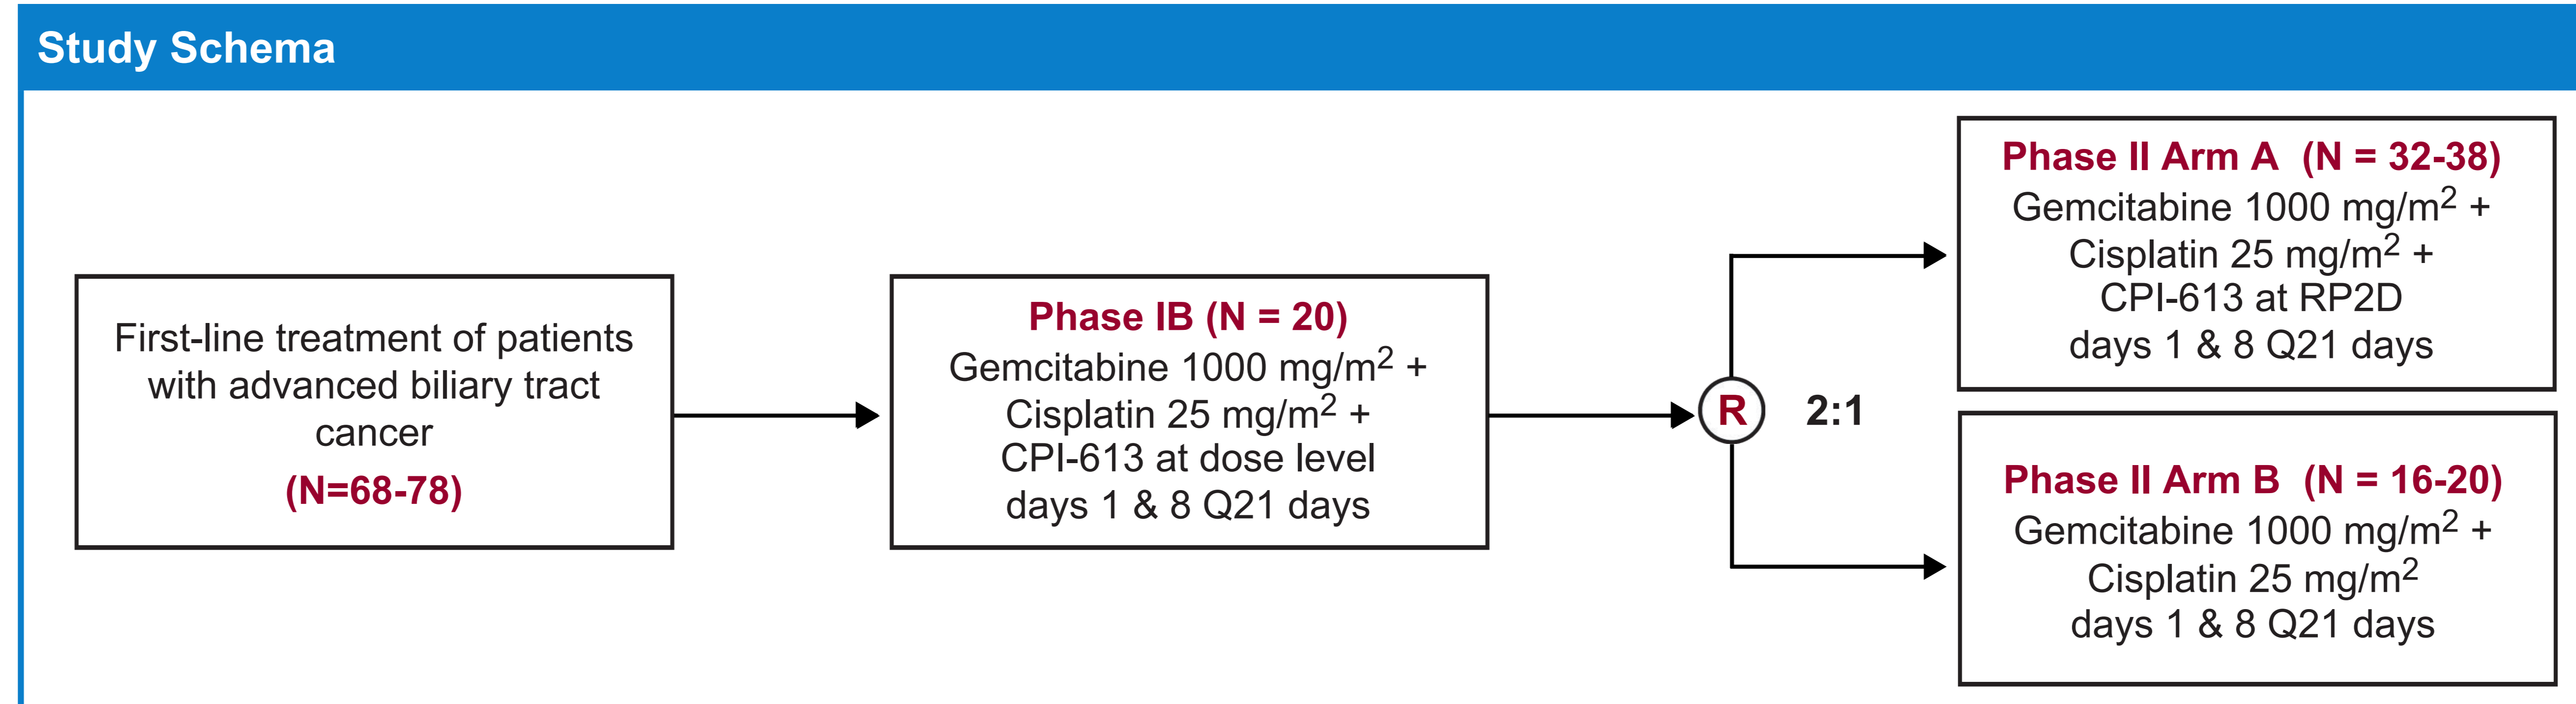 Study Schema
First-line treatment of patients
with advanced biliary tract
cancer
(N=68-78)
Phase IB (N = 20)
Gemcitabine 1000 mg/m² +
Cisplatin 25 mg/m² +
CPI-613 at dose level
days 1 & 8 Q21 days
R 2:1
Phase II Arm A (N = 32-38)
Gemcitabine 1000 mg/m² +
Cisplatin 25 mg/m² +
CPI-613 at RP2D
days 1 & 8 Q21 days
Phase II Arm B (N = 16-20)
Gemcitabine 1000 mg/m² +
Cisplatin 25 mg/m²
days 1 & 8 Q21 days